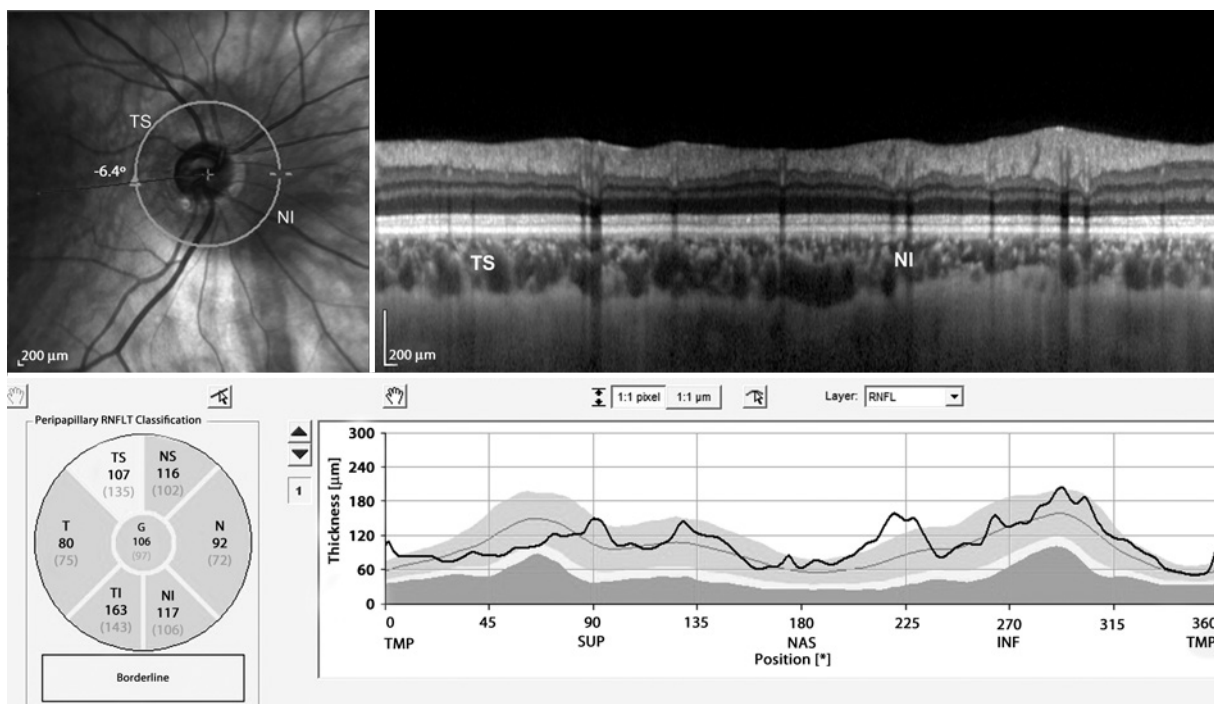 TS
-6.4º
NI
200 µm
TS
NI
200 µm
1:1 pixel
1:1 µm
Layer:
RNFL
Peripapillary RNFLT Classification
TS
107
(135)
NS
116
(102)
T
80
(75)
G
106
(97)
N
92
(72)
TI
163
(143)
NI
117
(106)
Borderline
1
Thickness [µm]
300
240
180
120
60
0
0 45 90 135 180 225 270 315 360
TMP SUP NAS INF TMP
Position [°]